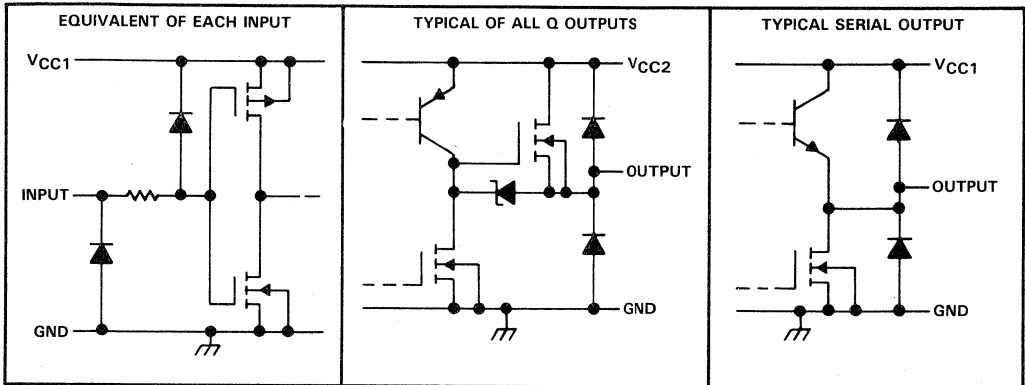 EQUIVALENT OF EACH INPUT
VCC1
INPUT
GND
TYPICAL OF ALL Q OUTPUTS
VCC2
OUTPUT
GND
TYPICAL SERIAL OUTPUT
VCC1
OUTPUT
GND